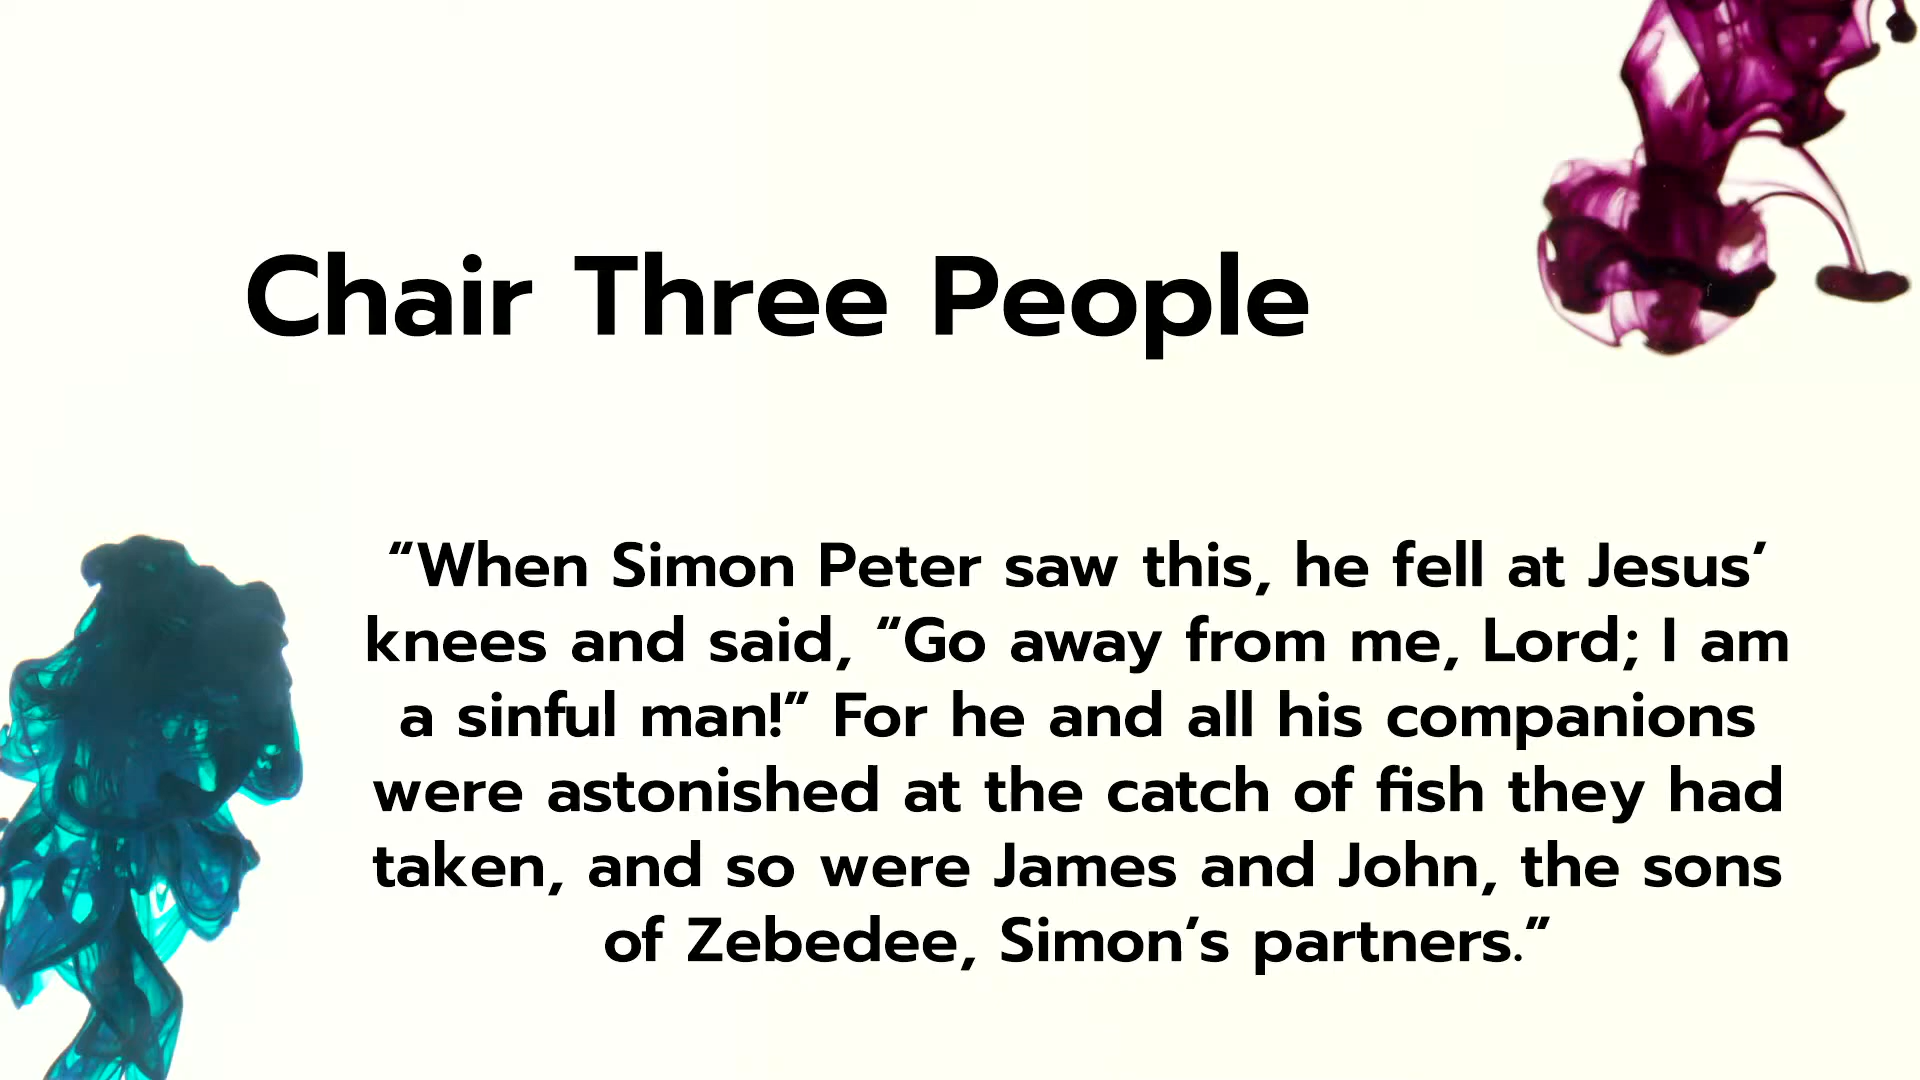 Chair Three People
“When Simon Peter saw this, he fell at Jesus’
knees and said, “Go away from me, Lord; I am
a sinful man!” For he and all his companions
were astonished at the catch of fish they had
taken, and so were James and John, the sons
of Zebedee, Simon’s partners.”